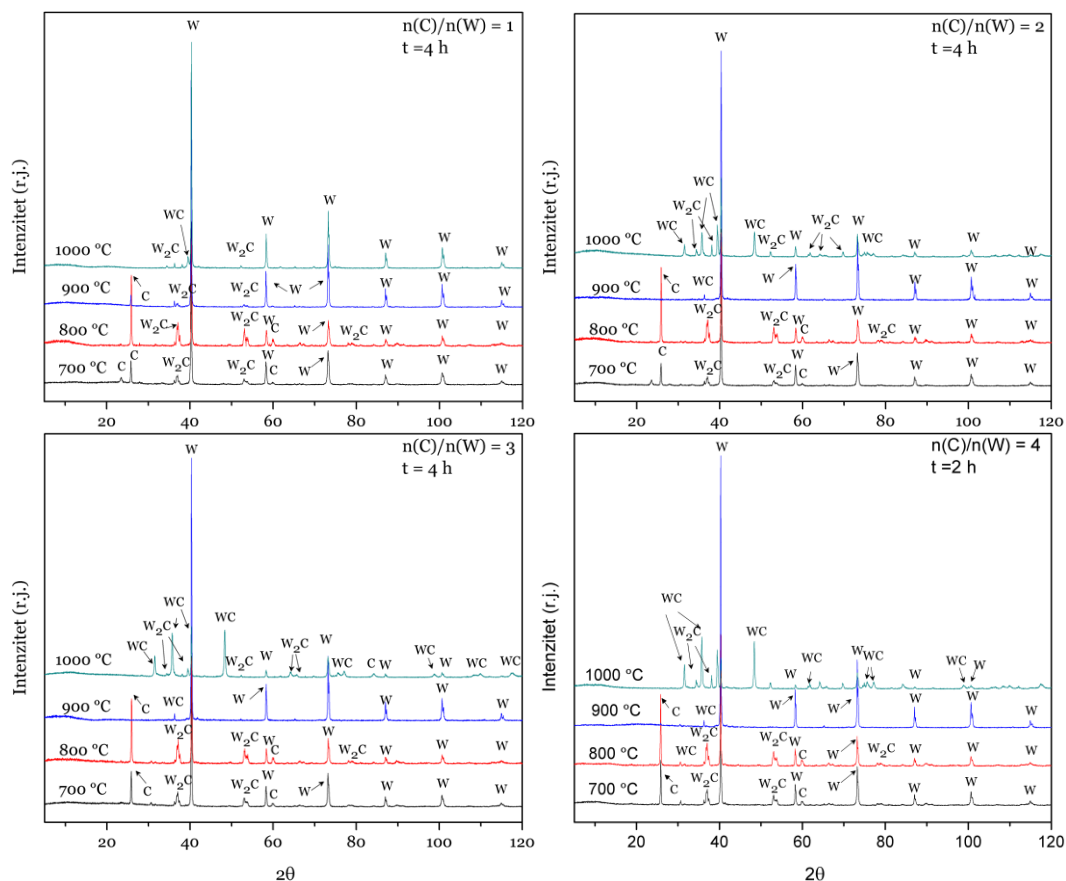 n(C)/n(W) = 1
t =4 h
Intenzitet (r.j.)
W
WC
W₂C
W₂C
W
W
W
W
W
1000 °C
C
W₂C
W₂C
W
W
W
W
900 °C
W₂C
W₂C
W
C
W
W₂C
W
W
W
800 °C
C
C
W₂C
W₂C
W
C
W
W
W
W
700 °C
20 40 60 80 100 120
n(C)/n(W) = 2
t=4 h
Intenzitet (r.j.)
W
WC
W₂C
WC
WC
W₂C
W
W₂C
W
WC
W
W
W
1000 °C
C
WC
W
W
W
W
900 °C
W₂C
W₂C
W
C
W
W₂C
W
W
W
800 °C
C
W₂C
W₂C
W
C
W
W
W
W
700 °C
20 40 60 80 100 120
n(C)/n(W) = 3
t = 4 h
Intenzitet (r.j.)
W
WC
W₂C
WC
WC
W₂C
W
W₂C
W
WC
C
W
WC
W
WC
WC
1000 °C
C
WC
W
W
W
W
900 °C
W₂C
W₂C
W
C
W
W₂C
W
W
W
800 °C
C
W₂C
W₂C
W
C
W
W
W
W
700 °C
20 40 60 80 100 120
2θ
n(C)/n(W) = 4
t =2 h
Intenzitet (r.j.)
W
WC
W₂C
WC
W
WC
W
WC
W
WC
W
1000 °C
C
WC
W
W
W
W
900 °C
WC
W₂C
W₂C
W
C
W
W₂C
W
W
W
800 °C
C
W₂C
W₂C
W
C
W
W
W
W
700 °C
20 40 60 80 100 120
2θ